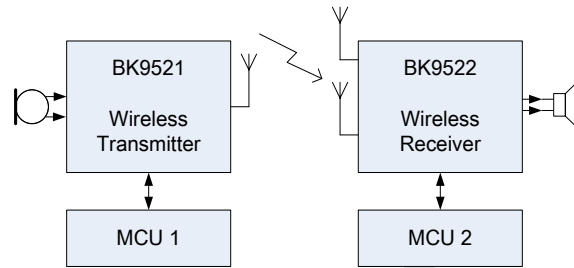 BK9521
Wireless
Transmitter
MCU 1
BK9522
Wireless
Receiver
MCU 2